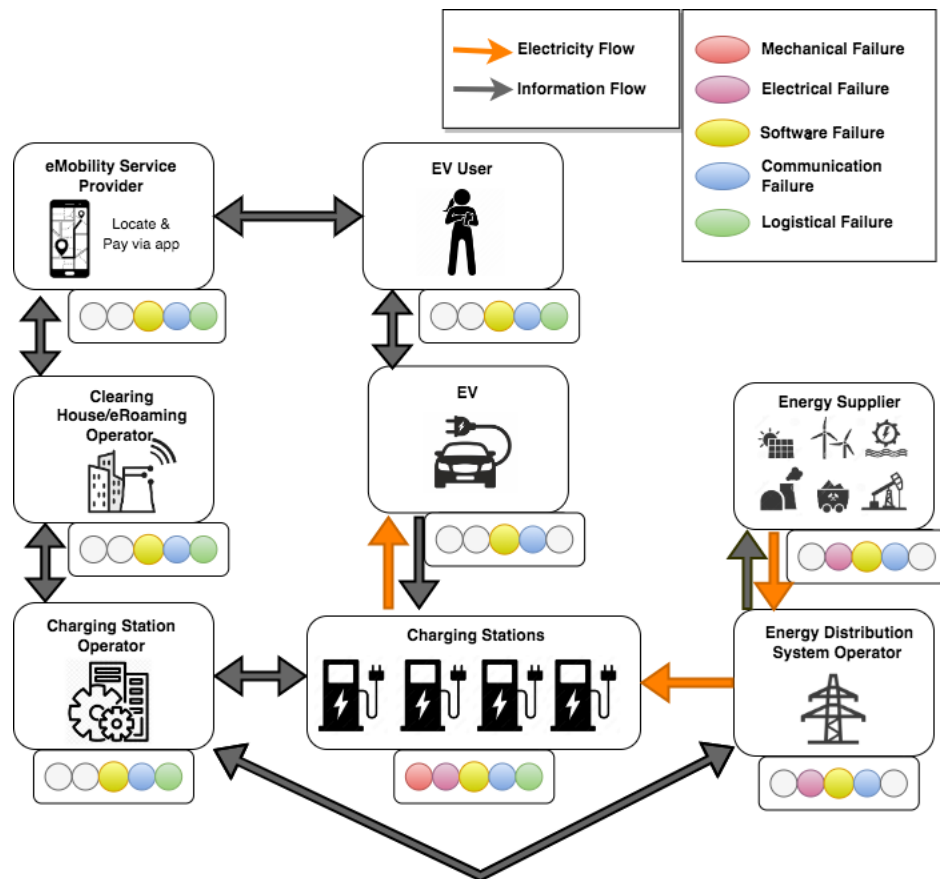 Electricity Flow
Information Flow
Mechanical Failure
Electrical Failure
Software Failure
Communication
Failure
Logistical Failure
eMobility Service
Provider
Locate &
Pay via app
EV User
Clearing
House/eRoaming
Operator
EV
Energy Supplier
Charging Station
Operator
Charging Stations
Energy Distribution
System Operator